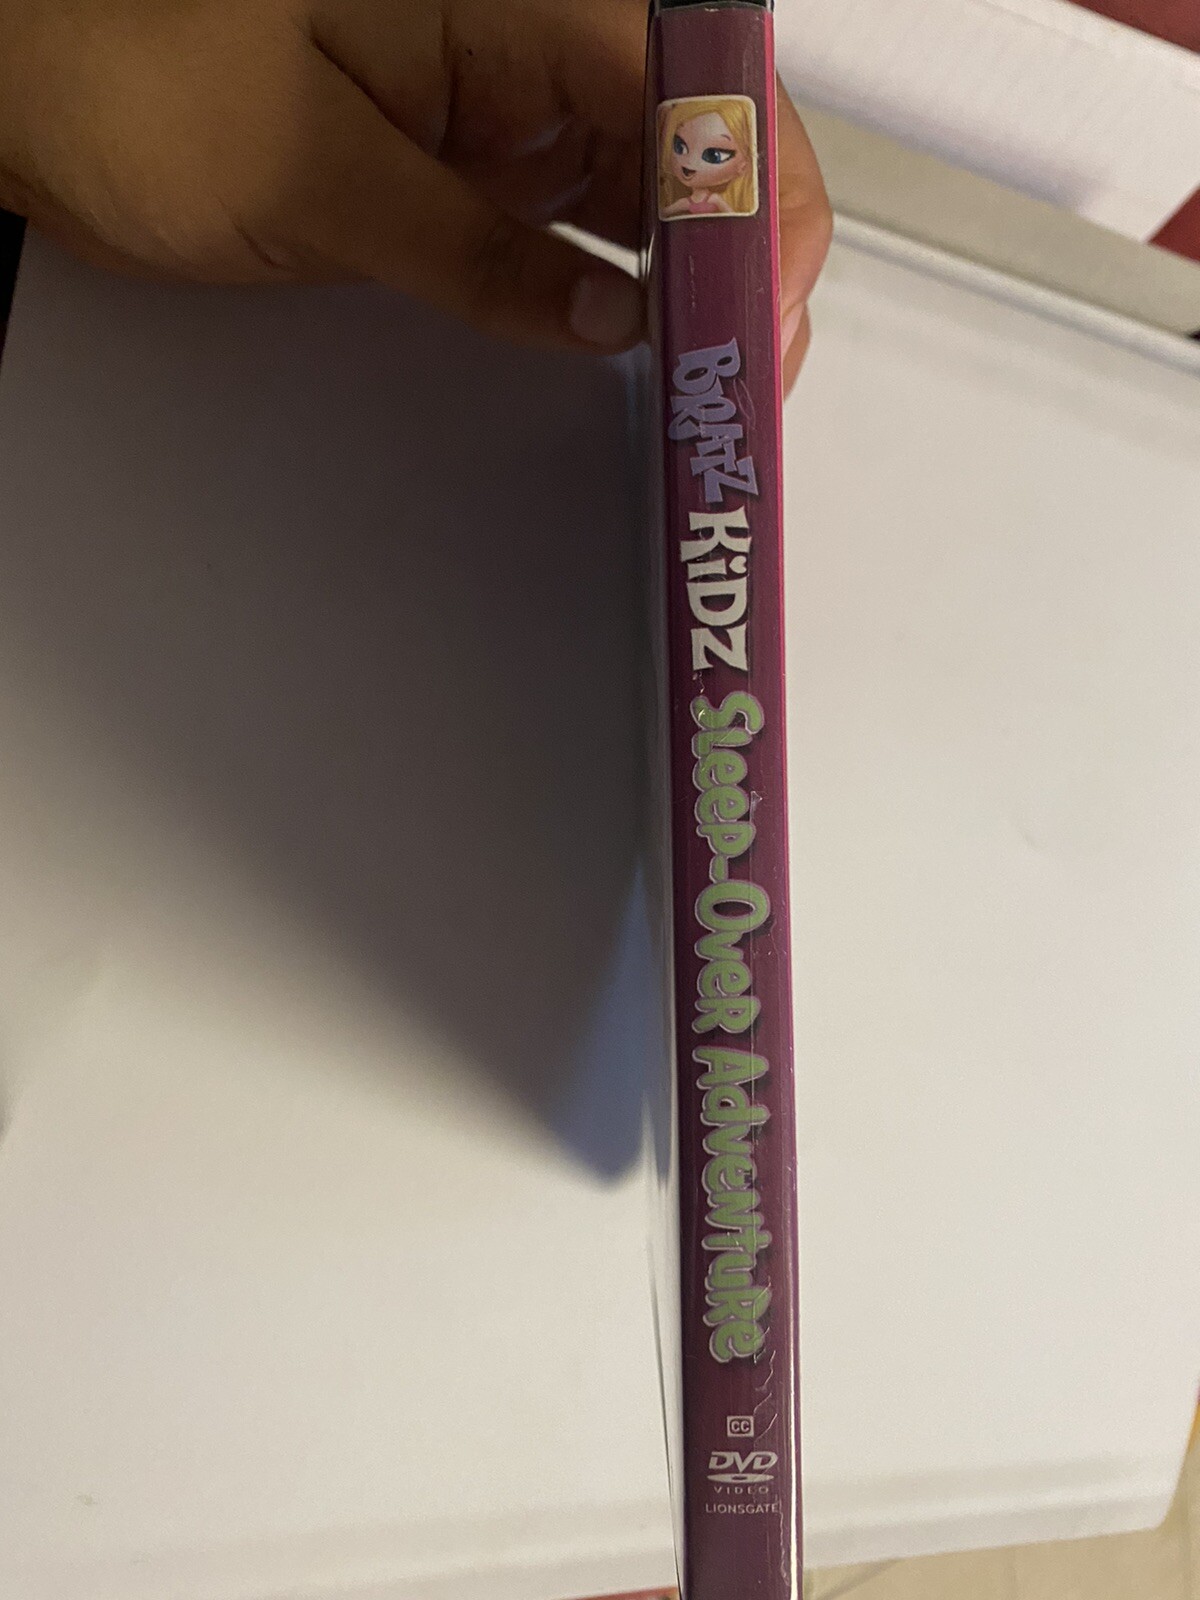 BRATZ KiDZ SLeeP-OveR AdveNtuRe
CC
DVD
VIDEO
LIONSGATE